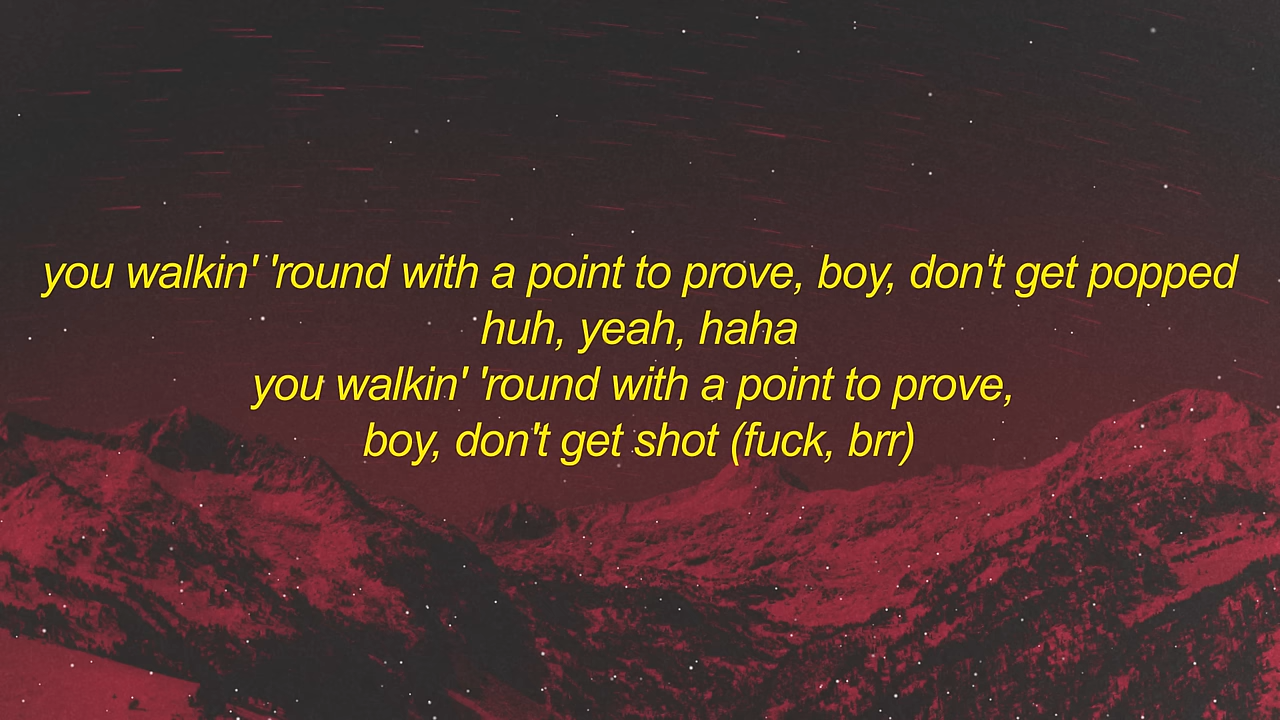 you walkin' 'round with a point to prove, boy, don't get popped
huh, yeah, haha
you walkin' 'round with a point to prove,
boy, don't get shot (fuck, brr)